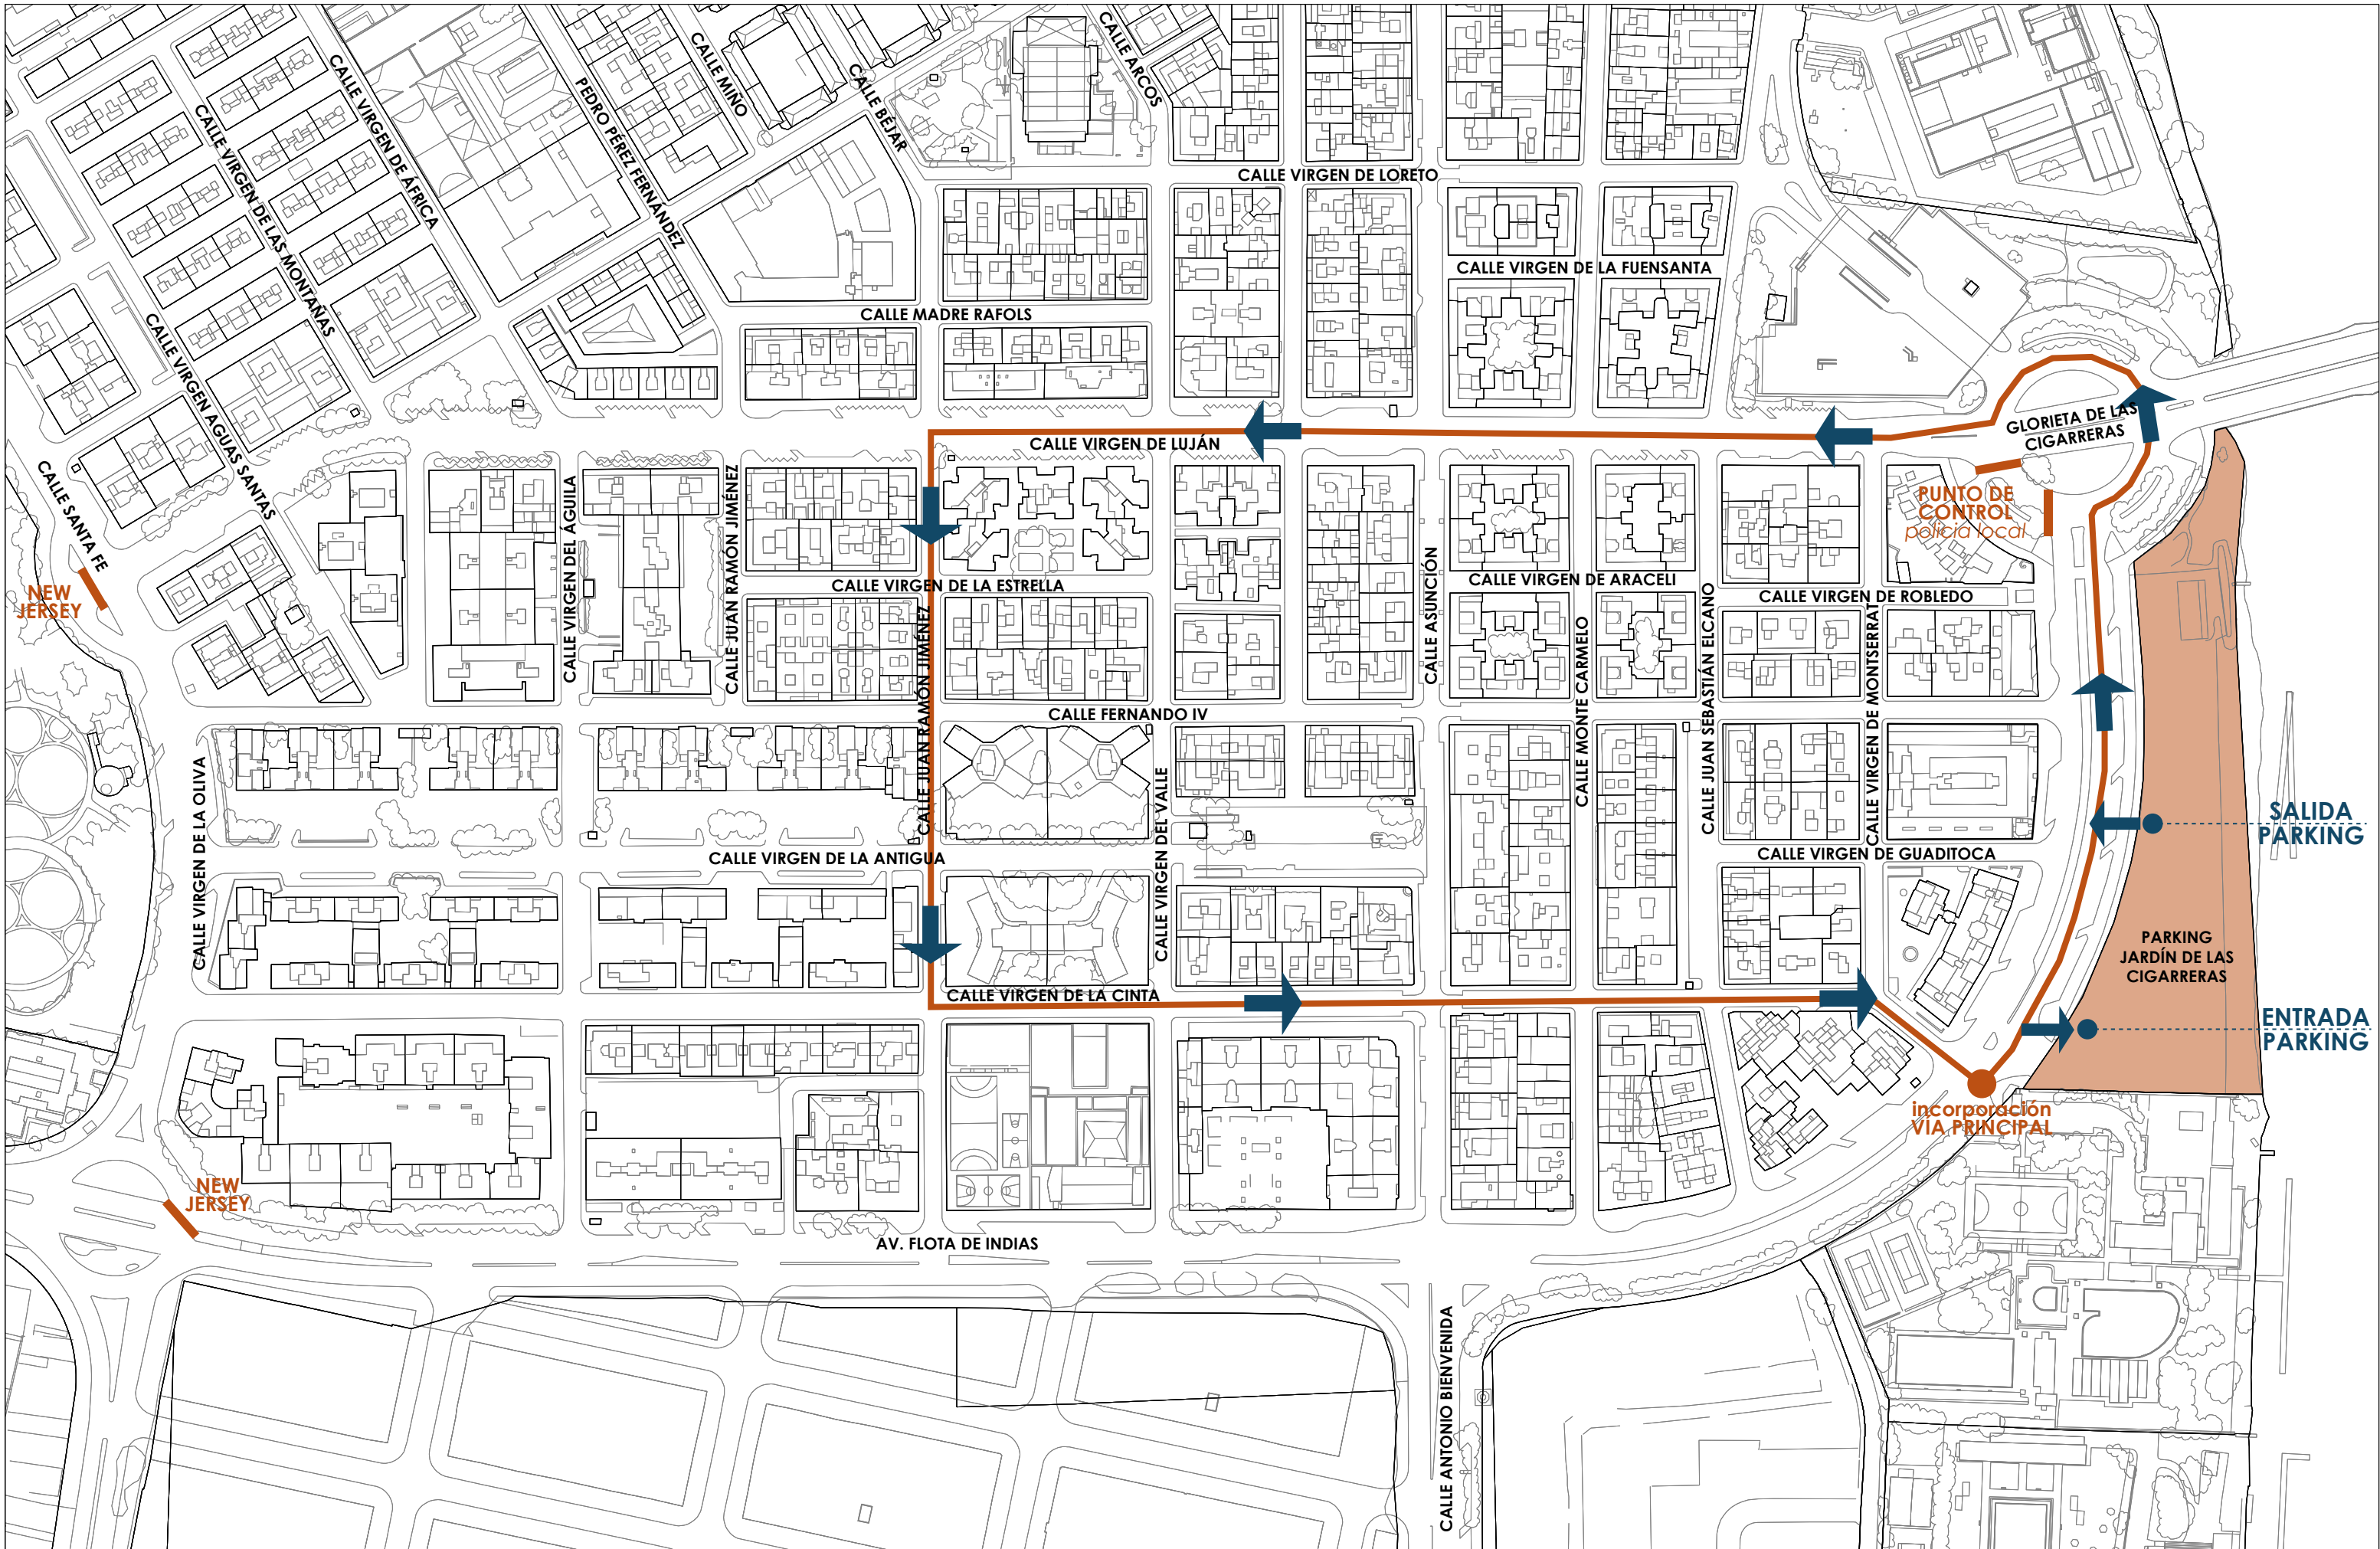 CALLE ARCOS
CALLE MIÑO
CALLE BÉJAR
CALLE VIRGEN DE ÁFRICA
PEDRO PÉREZ FERNÁNDEZ
CALLE VIRGEN DE LAS MONTAÑAS
CALLE VIRGEN DE LORETO
CALLE VIRGEN DE LA FUENSANTA
CALLE MADRE RAFOLS
CALLE VIRGEN AGUAS SANTAS
GLORIETA DE LAS
CIGARRERAS
CALLE VIRGEN DE LUJÁN
CALLE SANTA FE
CALLE VIRGEN DEL ÁGUILA
CALLE JUAN RAMÓN JIMÉNEZ
PUNTO DE
CONTROL
policía local
NEW
JERSEY
CALLE VIRGEN DE LA ESTRELLA
CALLE ASUNCIÓN
CALLE VIRGEN DE ARACELI
CALLE VIRGEN DE ROBLEDO
CALLE JUAN RAMÓN JIMÉNEZ
CALLE MONTE CARMELO
CALLE JUAN SEBASTIÁN ELCANO
CALLE VIRGEN DE MONTSERRAT
CALLE FERNANDO IV
CALLE VIRGEN DE LA OLIVA
CALLE VIRGEN DEL VALLE
SALIDA
PARKING
CALLE VIRGEN DE LA ANTIGUA
CALLE VIRGEN DE GUADITOCA
PARKING
JARDÍN DE LAS
CIGARRERAS
CALLE VIRGEN DE LA CINTA
ENTRADA
PARKING
incorporación
VÍA PRINCIPAL
NEW
JERSEY
AV. FLOTA DE INDIAS
CALLE ANTONIO BIENVENIDA